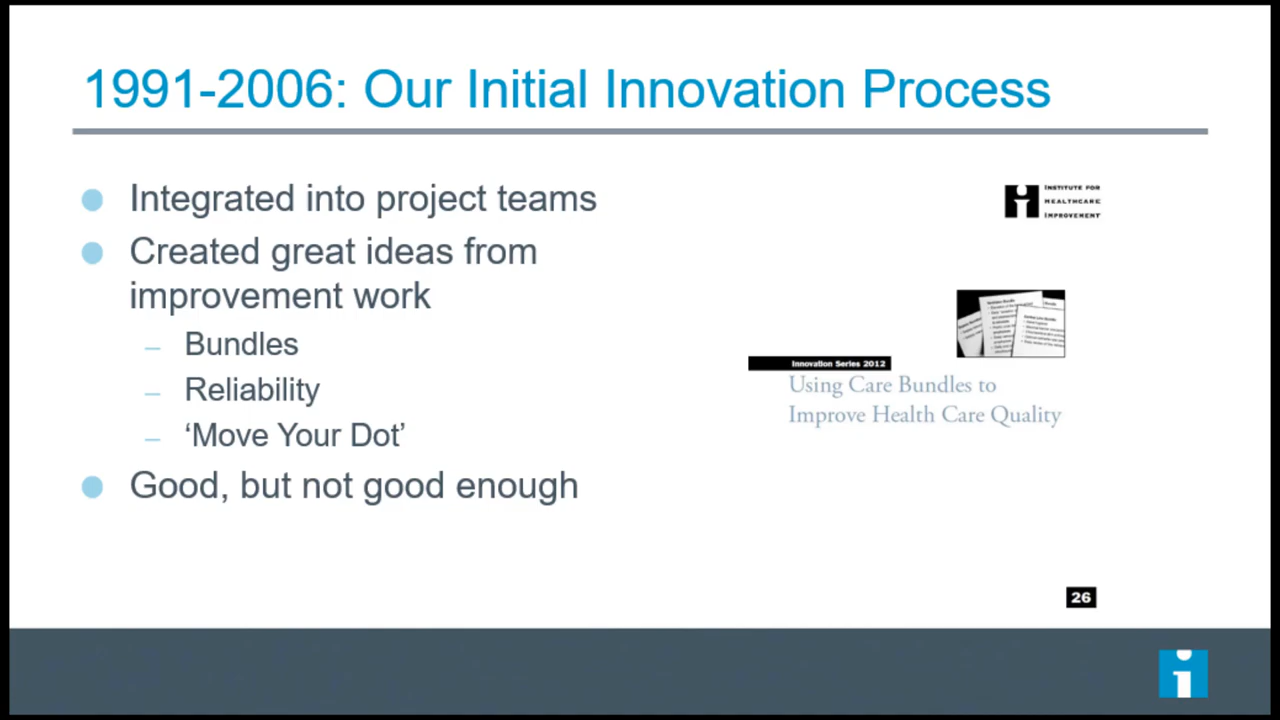 1991-2006: Our Initial Innovation Process
Integrated into project teams
Created great ideas from
improvement work
– Bundles
– Reliability
– ‘Move Your Dot’
Good, but not good enough
INSTITUTE FOR
HEALTHCARE
IMPROVEMENT
Innovation Series 2012
Using Care Bundles to
Improve Health Care Quality
26